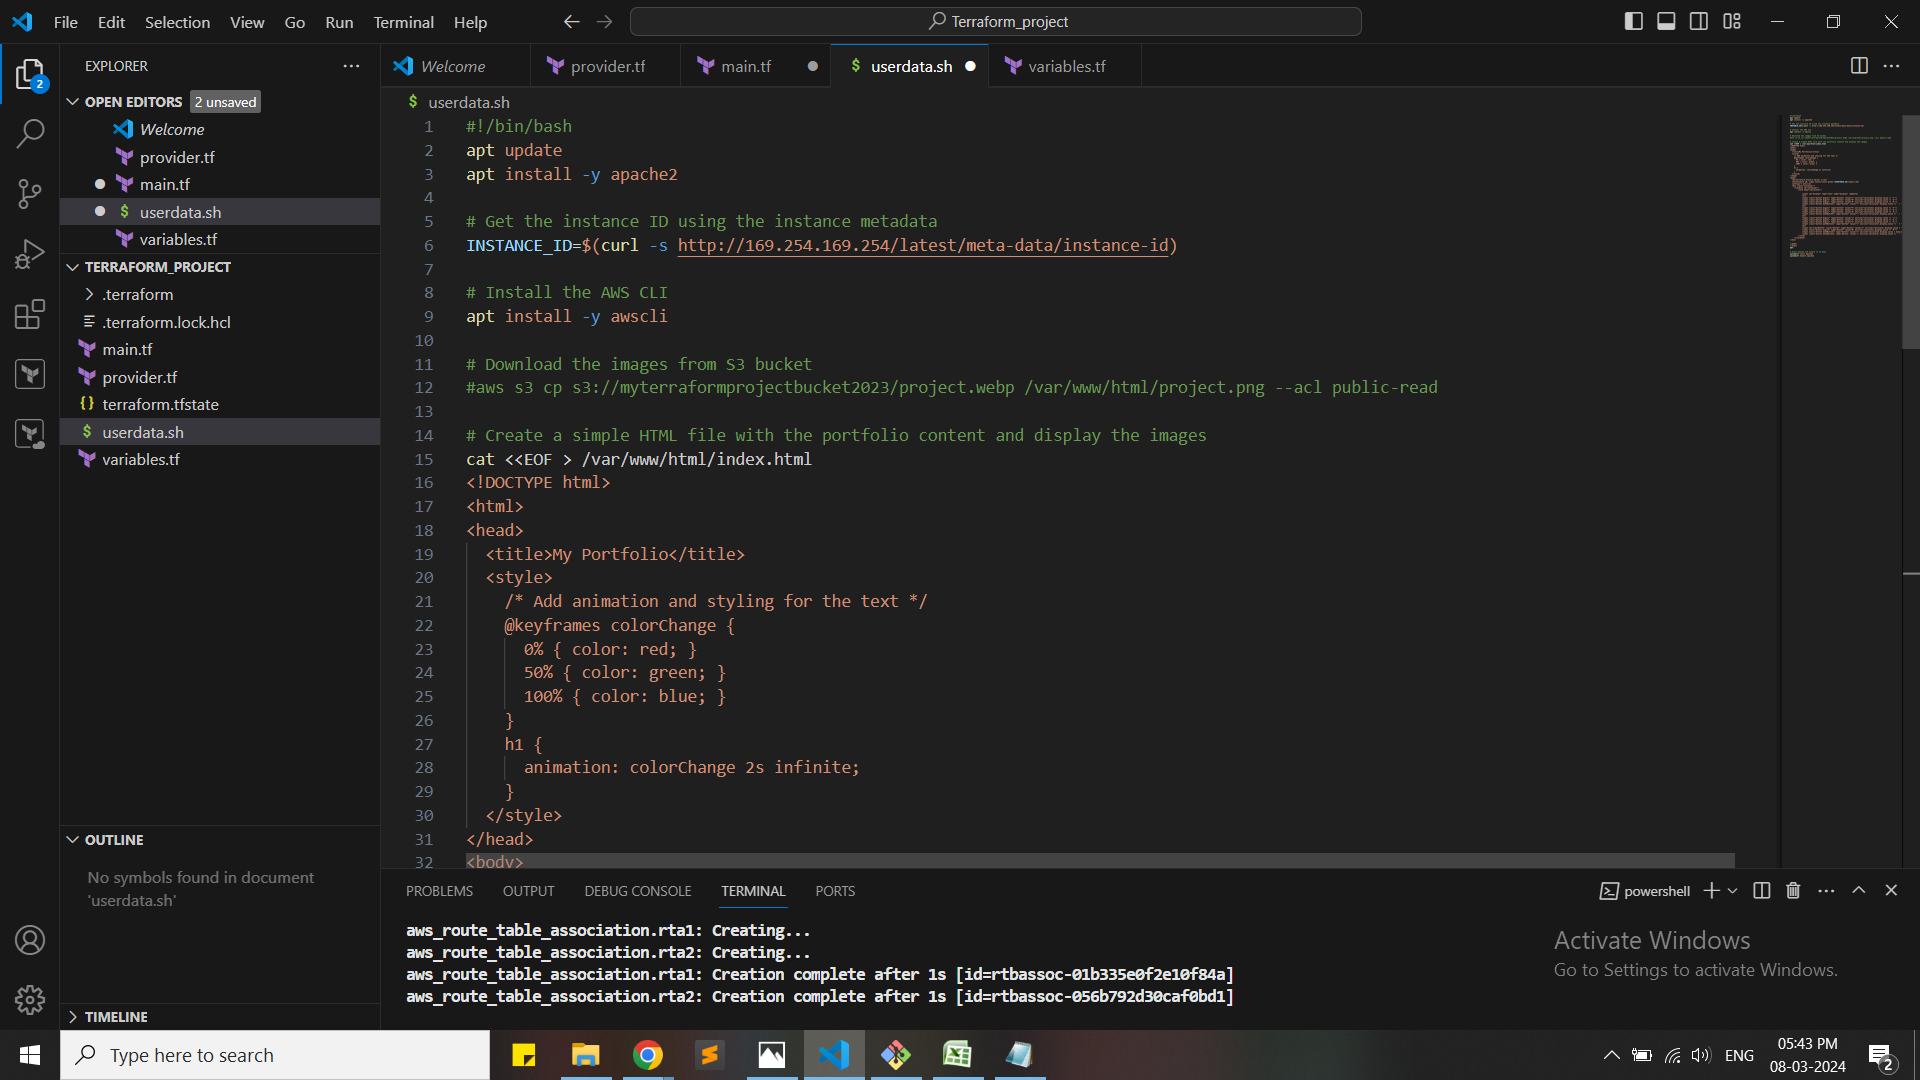 File Edit Selection View Go Run Terminal Help
Terraform_project
EXPLORER
2
OPEN EDITORS 2 unsaved
Welcome
provider.tf
main.tf
userdata.sh
variables.tf
TERRAFORM_PROJECT
.terraform
.terraform.lock.hcl
main.tf
provider.tf
{} terraform.tfstate
$ userdata.sh
variables.tf
OUTLINE
No symbols found in document
'userdata.sh'
TIMELINE
Welcome provider.tf main.tf $ userdata.sh variables.tf
$ userdata.sh
1 #!/bin/bash
2 apt update
3 apt install -y apache2
4
5 # Get the instance ID using the instance metadata
6 INSTANCE_ID=$(curl -s http://169.254.169.254/latest/meta-data/instance-id)
7
8 # Install the AWS CLI
9 apt install -y awscli
10
11 # Download the images from S3 bucket
12 #aws s3 cp s3://myterraformprojectbucket2023/project.webp /var/www/html/project.png --acl public-read
13
14 # Create a simple HTML file with the portfolio content and display the images
15 cat <<EOF > /var/www/html/index.html
16 <!DOCTYPE html>
17 <html>
18 <head>
19 <title>My Portfolio</title>
20 <style>
21 /* Add animation and styling for the text */
22 @keyframes colorChange {
23 0% { color: red; }
24 50% { color: green; }
25 100% { color: blue; }
26 }
27 h1 {
28 animation: colorChange 2s infinite;
29 }
30 </style>
31 </head>
32 <body>
PROBLEMS OUTPUT DEBUG CONSOLE TERMINAL PORTS
powershell
aws_route_table_association.rta1: Creating...
aws_route_table_association.rta2: Creating...
aws_route_table_association.rta1: Creation complete after 1s [id=rtbassoc-01b335e0f2e10f84a]
aws_route_table_association.rta2: Creation complete after 1s [id=rtbassoc-056b792d30caf0bd1]
Activate Windows
Go to Settings to activate Windows.
Type here to search
ENG
05:43 PM
08-03-2024
2